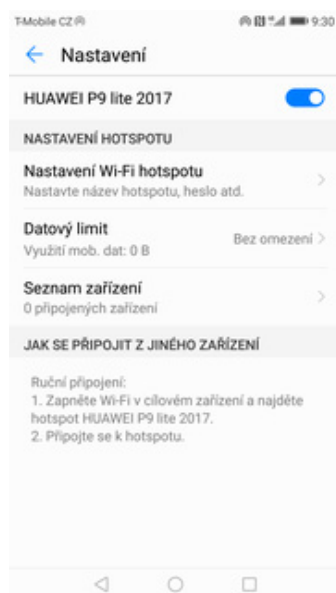 T-Mobile CZ
9:30
Nastavení
HUAWEI P9 lite 2017
NASTAVENÍ HOTSPOTU
Nastavení Wi-Fi hotspotu
Nastavte název hotspotu, heslo atd.
Datový limit
Využití mob. dat: 0 B
Bez omezení
Seznam zařízení
0 připojených zařízení
JAK SE PŘIPOJIT Z JINÉHO ZAŘÍZENÍ
Ruční připojení:
1. Zapněte Wi-Fi v cílovém zařízení a najděte
hotspot HUAWEI P9 lite 2017.
2. Připojte se k hotspotu.